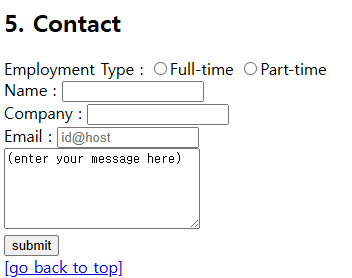 5. Contact
Employment Type : Full-time Part-time
Name :
Company :
Email : id@host
(enter your message here)
submit
[go back to top]